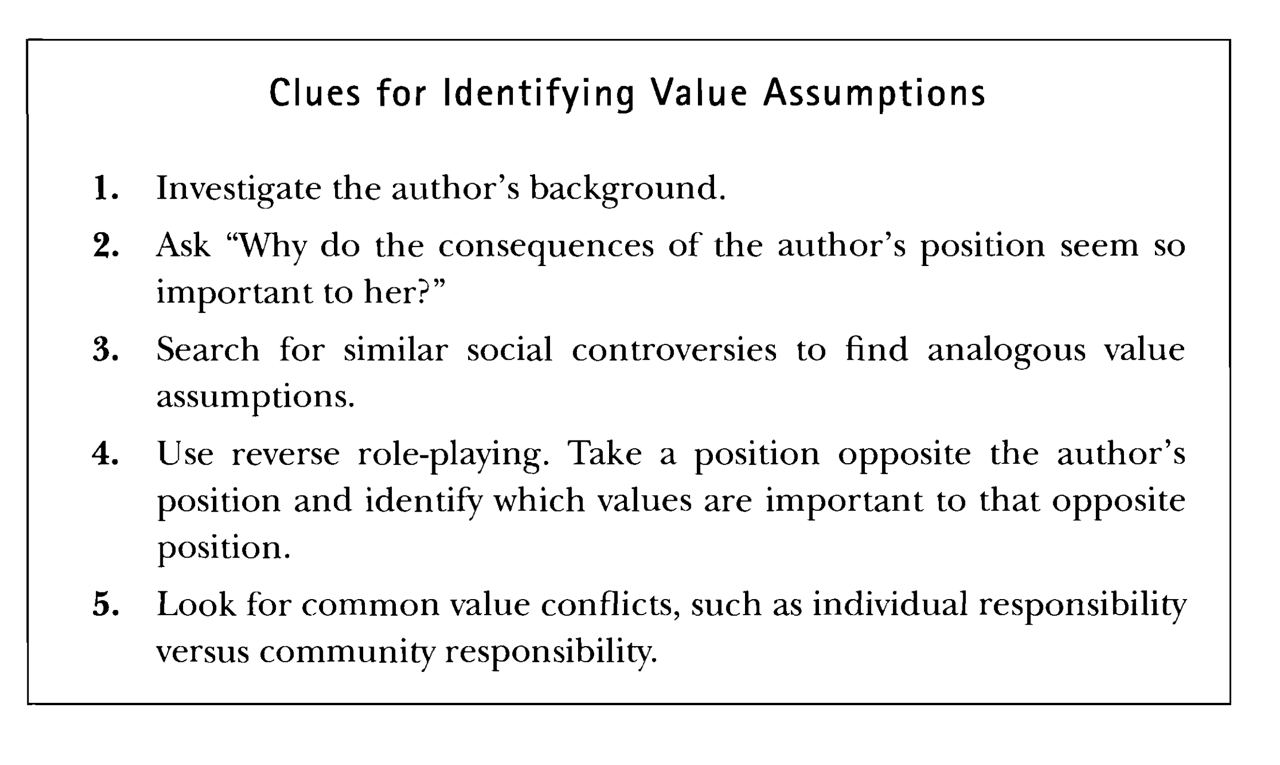 Clues for Identifying Value Assumptions
1. Investigate the author’s background.
2. Ask “Why do the consequences of the author’s position seem so
important to her?”
3. Search for similar social controversies to find analogous value
assumptions.
4. Use reverse role-playing. Take a position opposite the author’s
position and identify which values are important to that opposite
position.
5. Look for common value conflicts, such as individual responsibility
versus community responsibility.